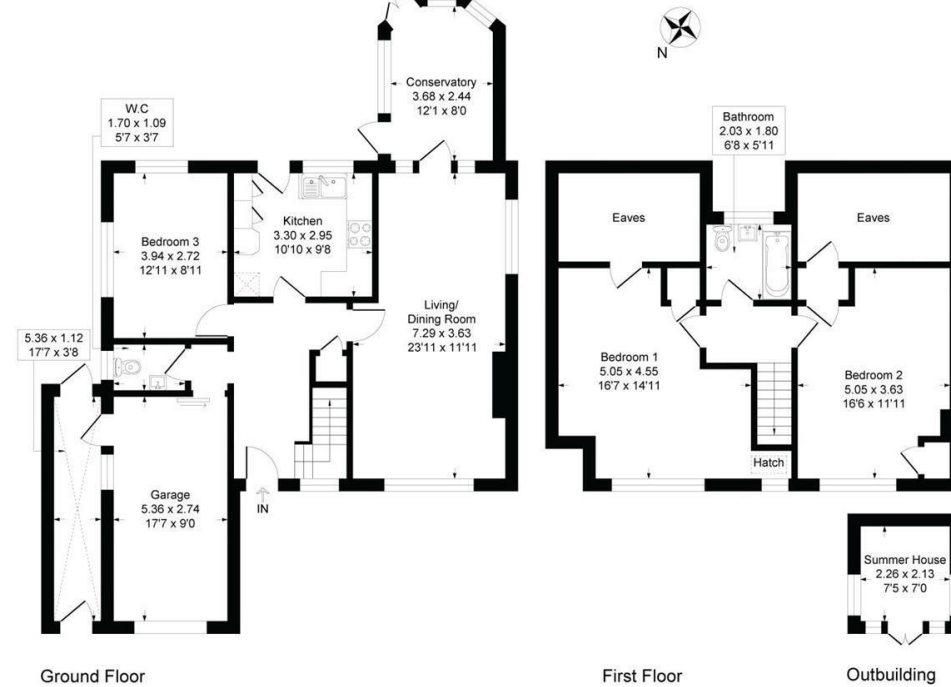 N
Conservatory
3.68 x 2.44
12'1 x 8'0
W.C
1.70 x 1.09
5'7 x 3'7
Bathroom
2.03 x 1.80
6'8 x 5'11
Kitchen
3.30 x 2.95
10'10 x 9'8
Bedroom 3
3.94 x 2.72
12'11 x 8'11
Eaves
Eaves
Living/
Dining Room
7.29 x 3.63
23'11 x 11'11
5.36 x 1.12
17'7 x 3'8
Bedroom 1
5.05 x 4.55
16'7 x 14'11
Bedroom 2
5.05 x 3.63
16'6 x 11'11
Hatch
Garage
5.36 x 2.74
17'7 x 9'0
IN
Summer House
2.26 x 2.13
7'5 x 7'0
Ground Floor
First Floor
Outbuilding